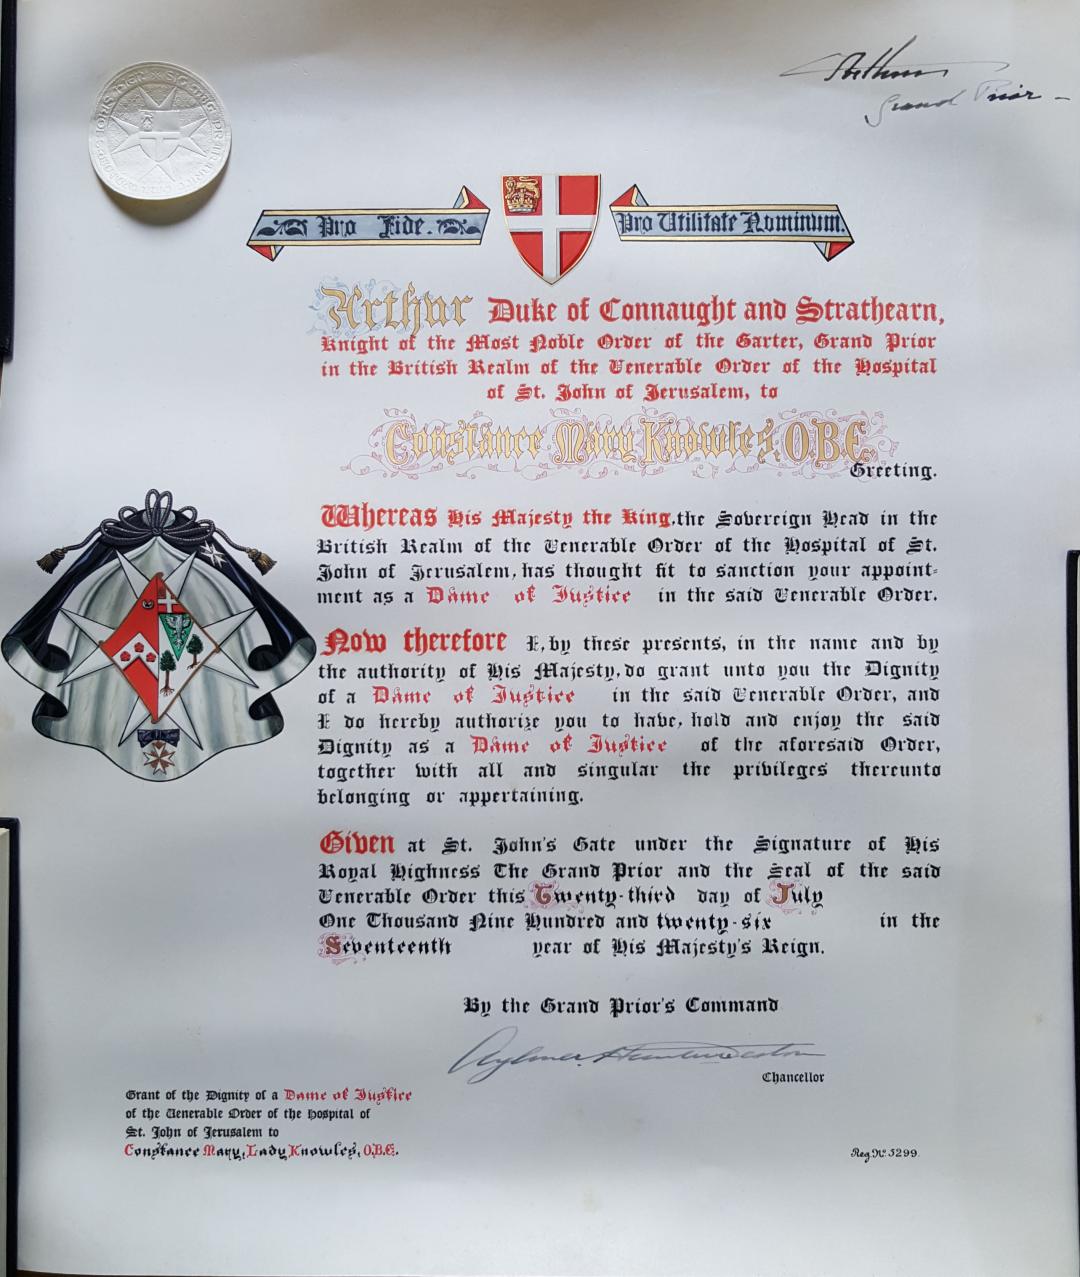 Arthur
Grand Prior -
Pro Fide.
Pro Utilitate Hominum.
Arthur Duke of Connaught and Strathearn,
Knight of the Most Noble Order of the Garter, Grand Prior
in the British Realm of the Venerable Order of the Hospital
of St. John of Jerusalem, to
Constance Mary Knowles, O.B.E.
Greeting.
Whereas His Majesty the King, the Sovereign Head in the
British Realm of the Venerable Order of the Hospital of St.
John of Jerusalem, has thought fit to sanction your appoint=
ment as a Dame of Justice in the said Venerable Order.
Now therefore I, by these presents, in the name and by
the authority of His Majesty, do grant unto you the Dignity
of a Dame of Justice in the said Venerable Order, and
I do hereby authorize you to have, hold and enjoy the said
Dignity as a Dame of Justice of the aforesaid Order,
together with all and singular the privileges thereunto
belonging or appertaining.
Given at St. John's Gate under the Signature of His
Royal Highness The Grand Prior and the Seal of the said
Venerable Order this Twenty-third day of July
One Thousand Nine Hundred and twenty-six in the
Seventeenth year of His Majesty's Reign.
By the Grand Prior's Command
Aylmer Hunter Weston
Chancellor
Grant of the Dignity of a Dame of Justice
of the Venerable Order of the Hospital of
St. John of Jerusalem to
Constance Mary, Lady Knowles, O.B.E.
Reg. No. 5299.